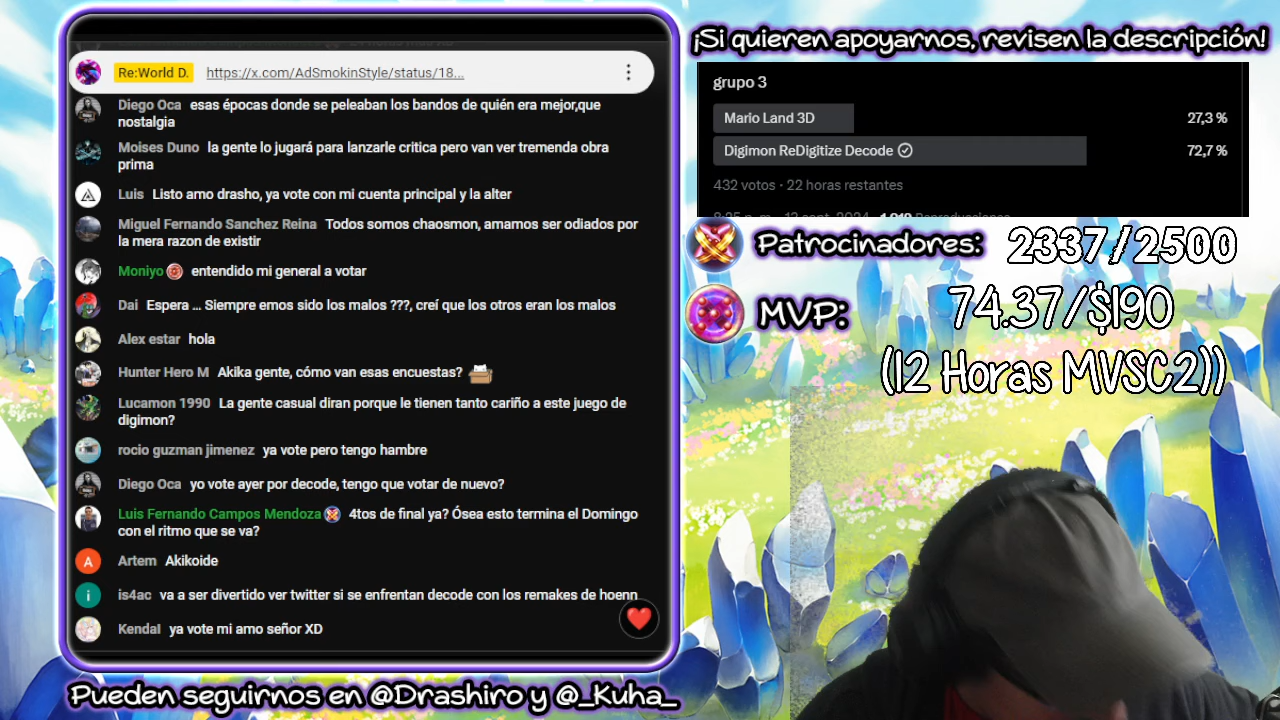 Re:World D. https://x.com/AdSmokinStyle/status/18...
Diego Oca esas épocas donde se peleaban los bandos de quién era mejor,que
nostalgia
Moises Duno la gente lo jugará para lanzarle critica pero van ver tremenda obra
prima
Luis Listo amo drasho, ya vote con mi cuenta principal y la alter
Miguel Fernando Sanchez Reina Todos somos chaosmon, amamos ser odiados por
la mera razon de existir
Moniyo entendido mi general a votar
Dai Espera ... Siempre emos sido los malos ???, creí que los otros eran los malos
Alex estar hola
Hunter Hero M Akika gente, cómo van esas encuestas?
Lucamon 1990 La gente casual diran porque le tienen tanto cariño a este juego de
digimon?
rocio guzman jimenez ya vote pero tengo hambre
Diego Oca yo vote ayer por decode, tengo que votar de nuevo?
Luis Fernando Campos Mendoza 4tos de final ya? Ósea esto termina el Domingo
con el ritmo que se va?
A
Artem Akikoide
i
is4ac va a ser divertido ver twitter si se enfrentan decode con los remakes de hoenn
Kendal ya vote mi amo señor XD
Pueden seguirnos en @Drashiro y @_Kuha_
¡Si quieren apoyarnos, revisen la descripción!
grupo 3
Mario Land 3D 27,3 %
Digimon ReDigitize Decode 72,7 %
432 votos · 22 horas restantes
Patrocinadores: 2337/2500
MVP: 74.37/$190
(12 Horas MVSC2))